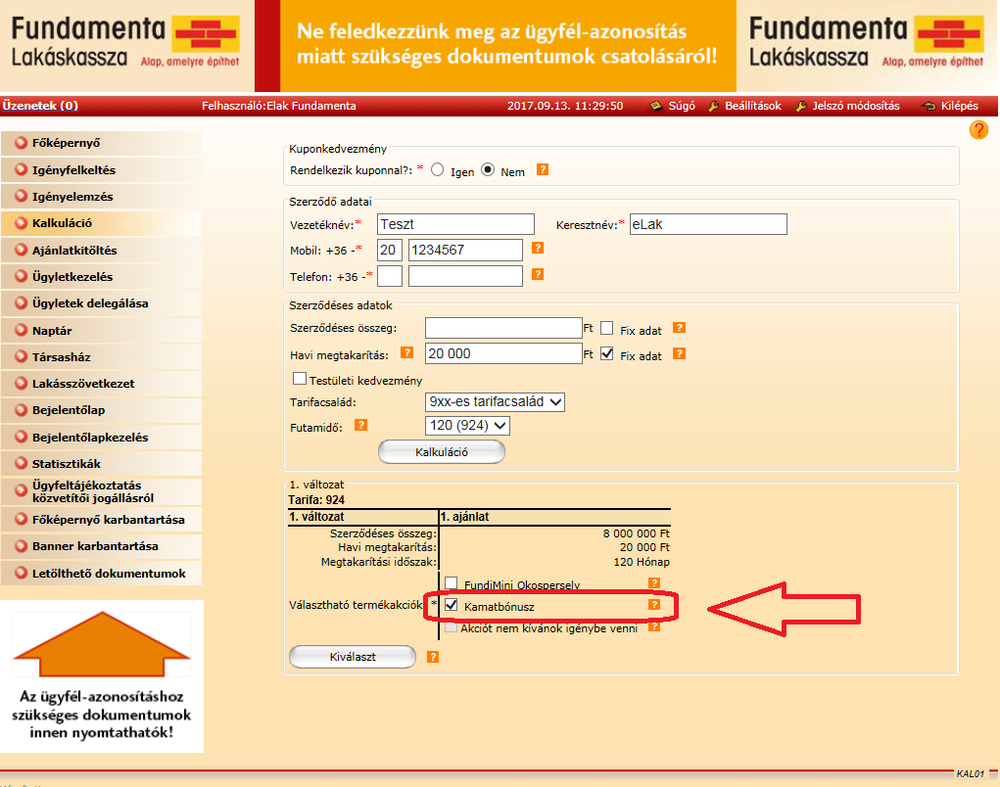 Fundamenta
Lakáskassza Alap, amelyre építhet
Ne feledkezzünk meg az ügyfél-azonosítás
miatt szükséges dokumentumok csatolásáról!
Fundamenta
Lakáskassza Alap, amelyre építhet
Üzenetek (0) Felhasználó:Elak Fundamenta 2017.09.13. 11:29:50 Súgó Beállítások Jelszó módosítás Kilépés
Főképernyő
Igényfelkeltés
Igényelemzés
Kalkuláció
Ajánlatkitöltés
Ügyletkezelés
Ügyletek delegálása
Naptár
Társasház
Lakásszövetkezet
Bejelentőlap
Bejelentőlapkezelés
Statisztikák
Ügyfeltájékoztatás
közvetítői jogállásról
Főképernyő karbantartása
Banner karbantartása
Letölthető dokumentumok
Az ügyfél-azonosításhoz
szükséges dokumentumok
innen nyomtathatók!
?
Kuponkedvezmény
Rendelkezik kuponnal?: * Igen Nem ?
Szerződő adatai
Vezetéknév:* Teszt Keresztnév:* eLak
Mobil: +36 -* 20 1234567 ?
Telefon: +36 -* ?
Szerződéses adatok
Szerződéses összeg: Ft Fix adat ?
Havi megtakarítás: ? 20 000 Ft Fix adat ?
Testületi kedvezmény
Tarifacsalád: 9xx-es tarifacsalád
Futamidő: ? 120 (924)
Kalkuláció
1. változat
Tarifa: 924
1. változat 1. ajánlat
Szerződéses összeg: 8 000 000 Ft
Havi megtakarítás: 20 000 Ft
Megtakarítási időszak: 120 Hónap
FundiMini Okospersely ?
Választható termékakciók * Kamatbónusz ?
Akciót nem kívánok igénybe venni ?
Kiválaszt ?
KAL01